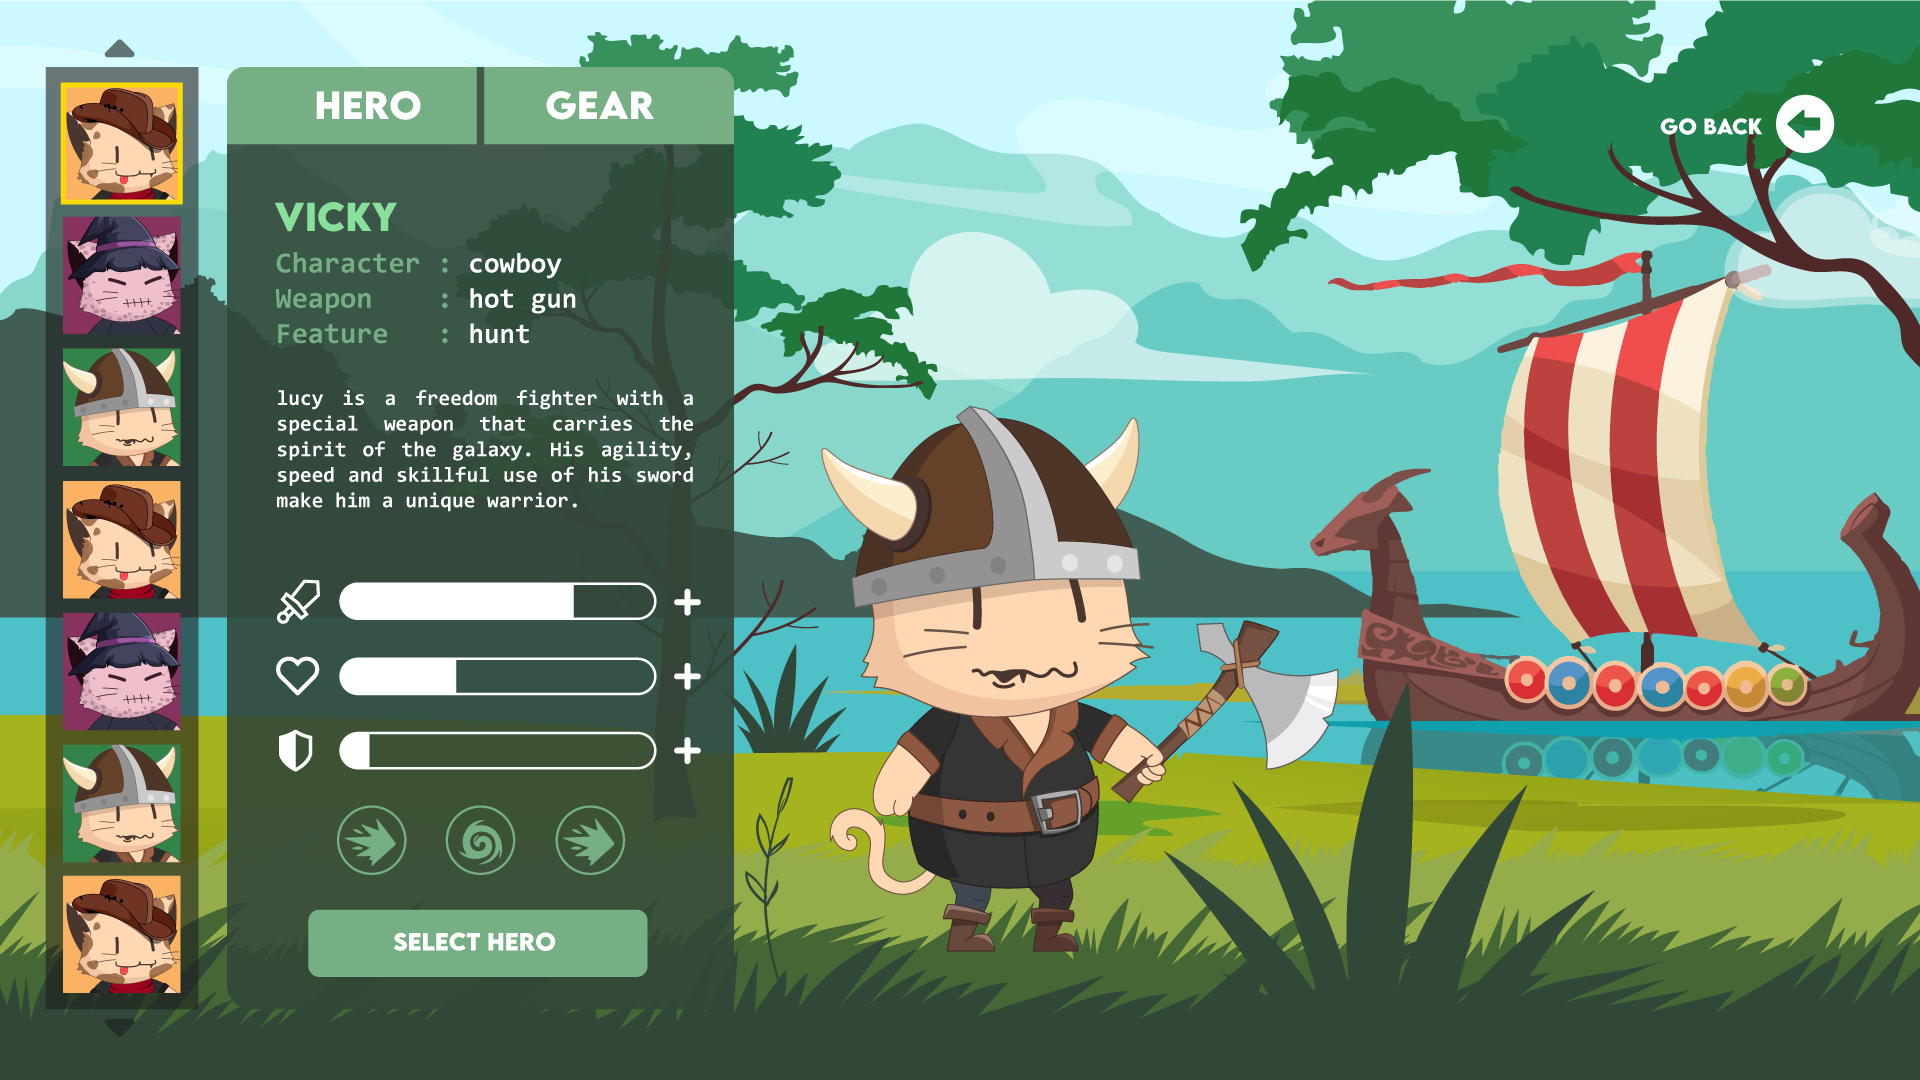 HERO
GEAR
GO BACK
VICKY
Character : cowboy
Weapon : hot gun
Feature : hunt
lucy is a freedom fighter with a
special weapon that carries the
spirit of the galaxy. His agility,
speed and skillful use of his sword
make him a unique warrior.
SELECT HERO